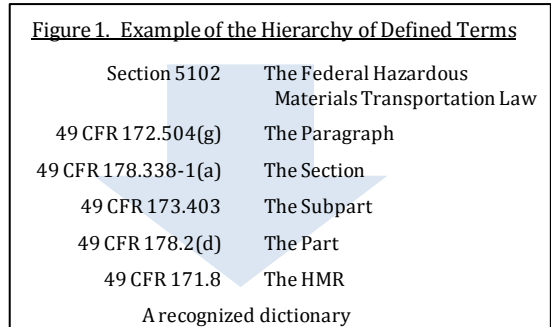 Figure 1. Example of the Hierarchy of Defined Terms
Section 5102 The Federal Hazardous
Materials Transportation Law
49 CFR 172.504(g) The Paragraph
49 CFR 178.338-1(a) The Section
49 CFR 173.403 The Subpart
49 CFR 178.2(d) The Part
49 CFR 171.8 The HMR
A recognized dictionary